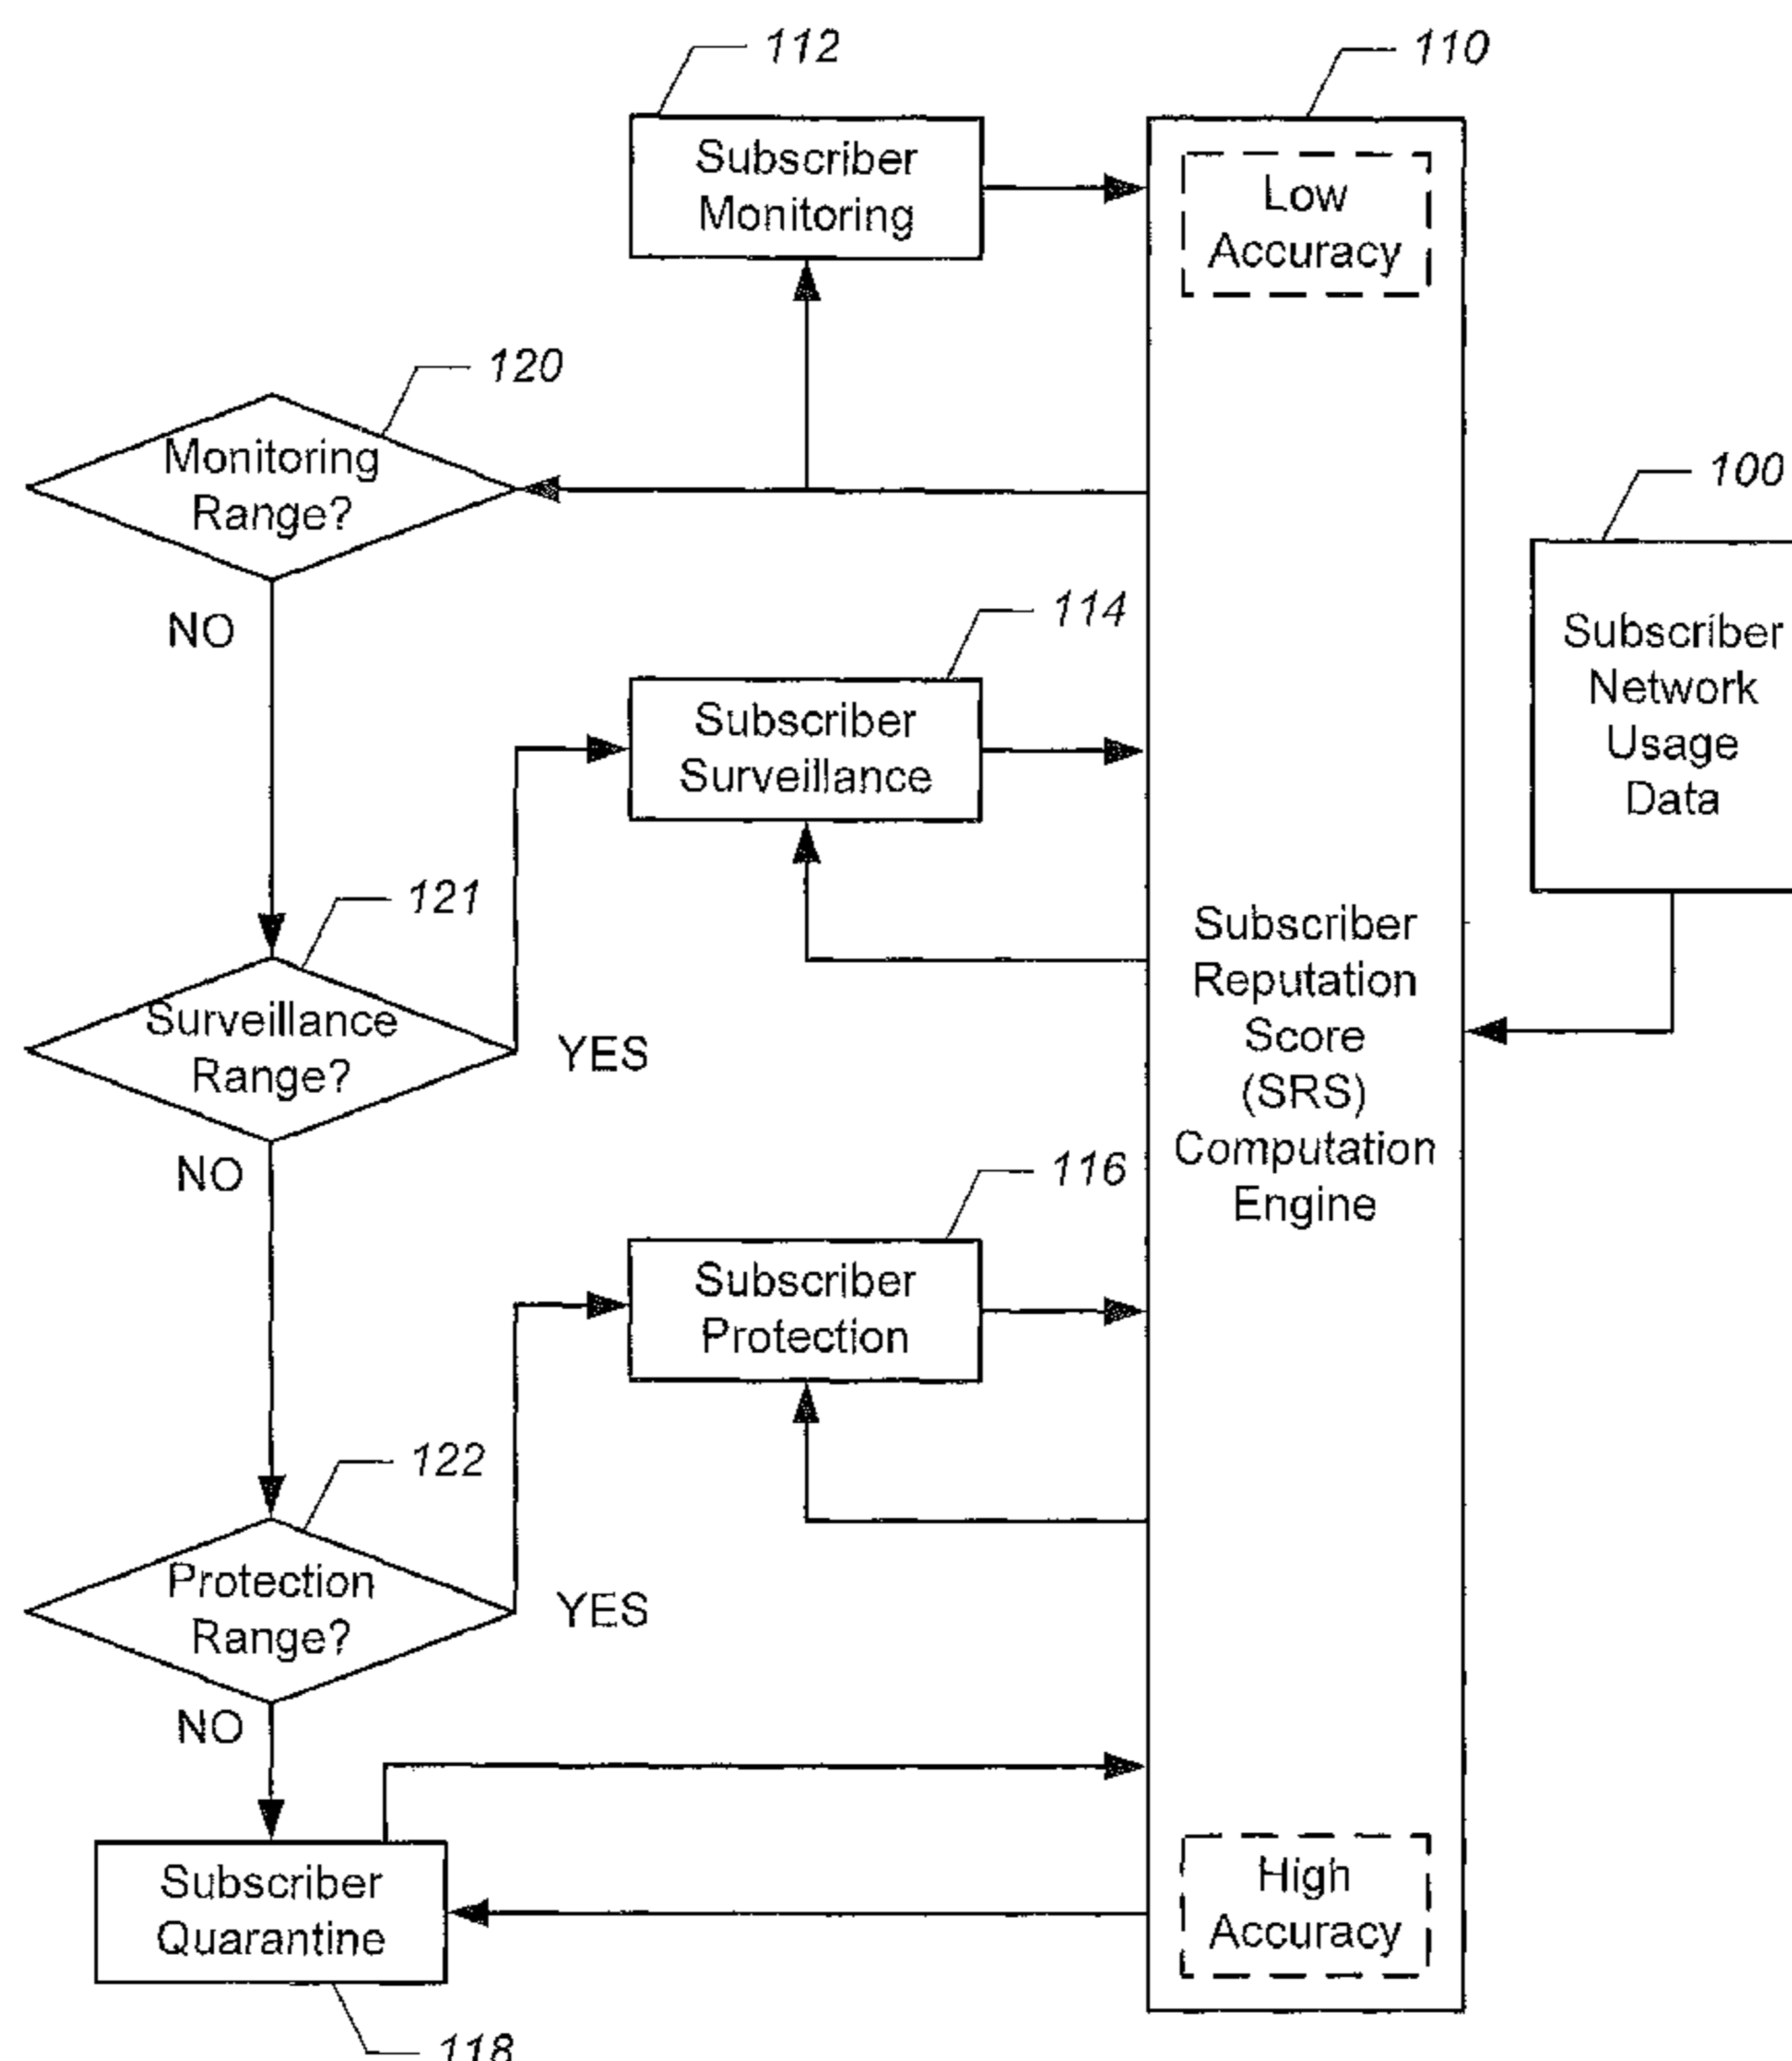 112
110
Subscriber
Monitoring
Low
Accuracy
120
Monitoring
Range?
100
NO
114
Subscriber
Surveillance
Subscriber
Network
Usage
Data
121
Surveillance
Range?
YES
Subscriber
Reputation
Score
(SRS)
Computation
Engine
NO
116
Subscriber
Protection
122
Protection
Range?
YES
NO
Subscriber
Quarantine
High
Accuracy
118